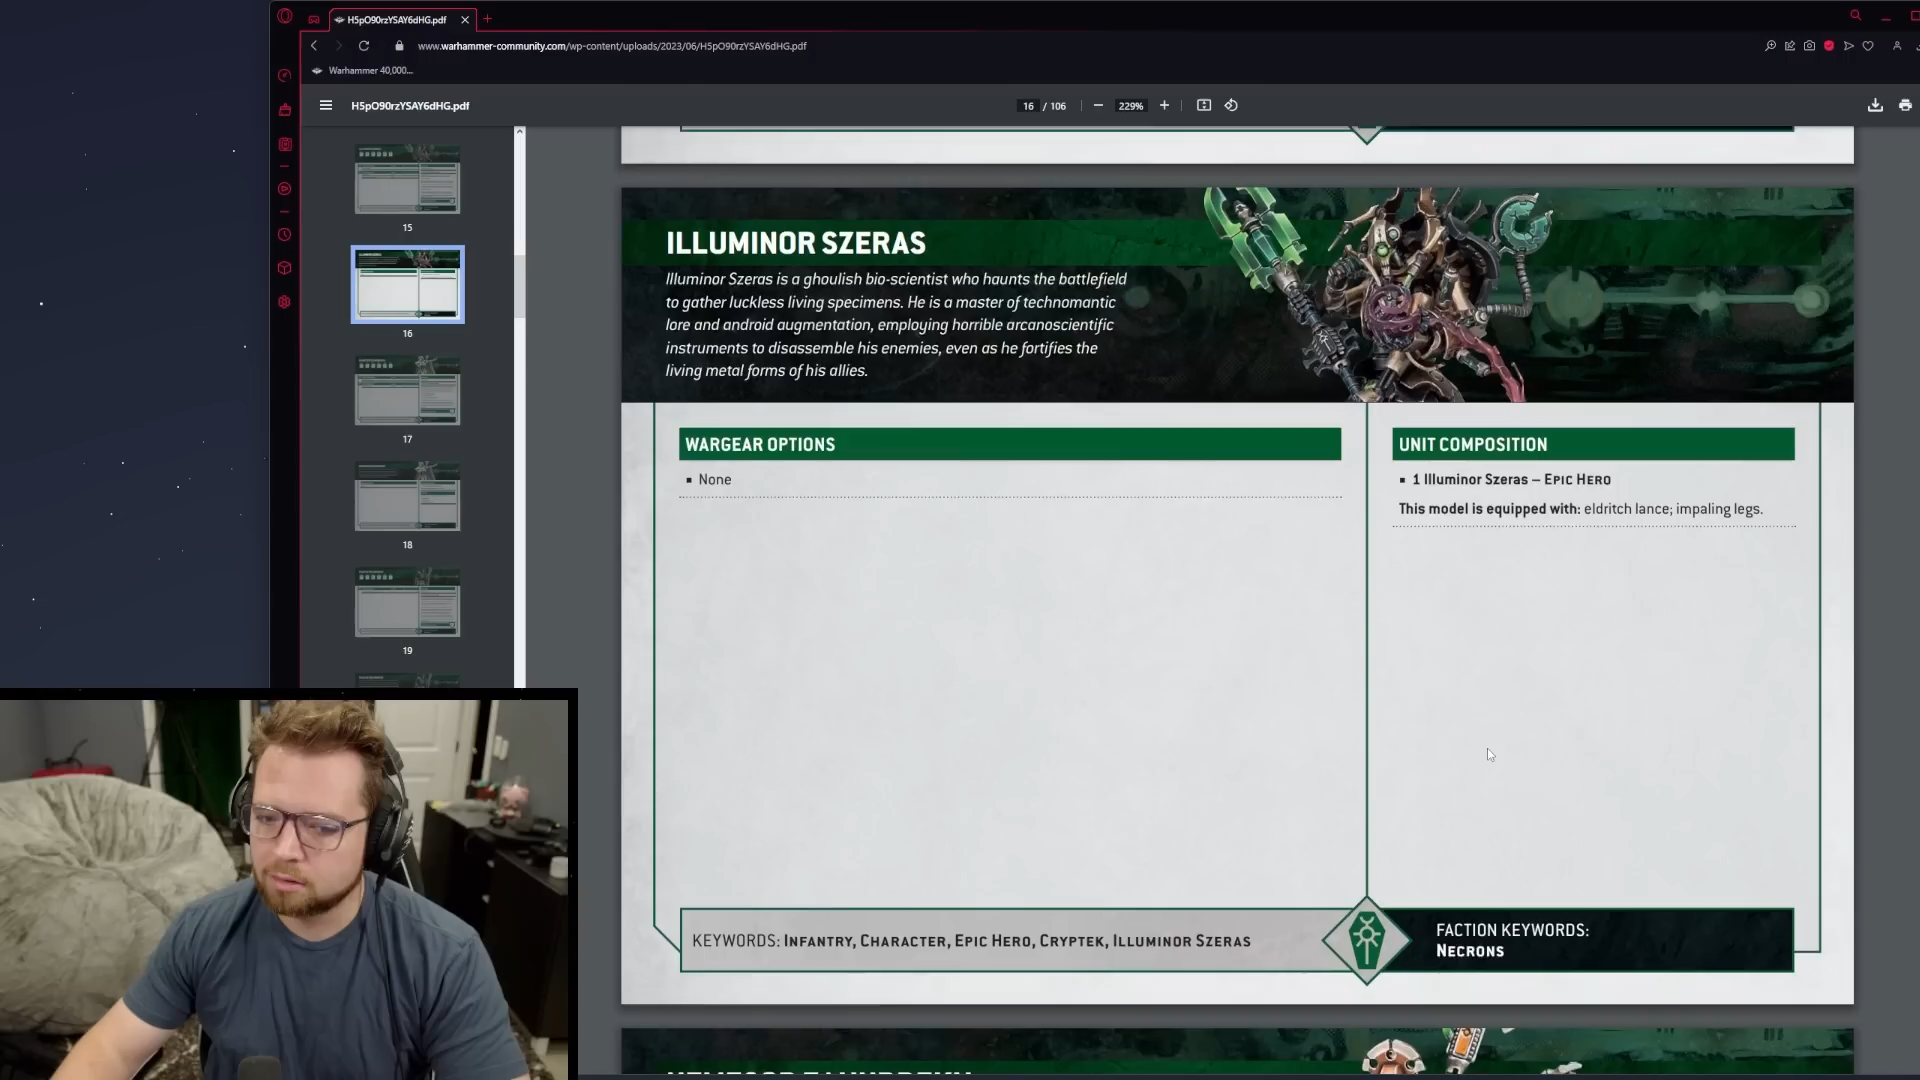 H5pO90rzYSAY6dHG.pdf
www.warhammer-community.com/wp-content/uploads/2023/06/H5pO90rzYSAY6dHG.pdf
Warhammer 40,000...
H5pO90rzYSAY6dHG.pdf
16 / 106
229%
15
16
17
18
19
ILLUMINOR SZERAS
Illuminor Szeras is a ghoulish bio-scientist who haunts the battlefield
to gather luckless living specimens. He is a master of technomantic
lore and android augmentation, employing horrible arcanoscientific
instruments to disassemble his enemies, even as he fortifies the
living metal forms of his allies.
WARGEAR OPTIONS
▪ None
UNIT COMPOSITION
▪ 1 Illuminor Szeras – EPIC HERO
This model is equipped with: eldritch lance; impaling legs.
KEYWORDS: INFANTRY, CHARACTER, EPIC HERO, CRYPTEK, ILLUMINOR SZERAS
FACTION KEYWORDS:
NECRONS